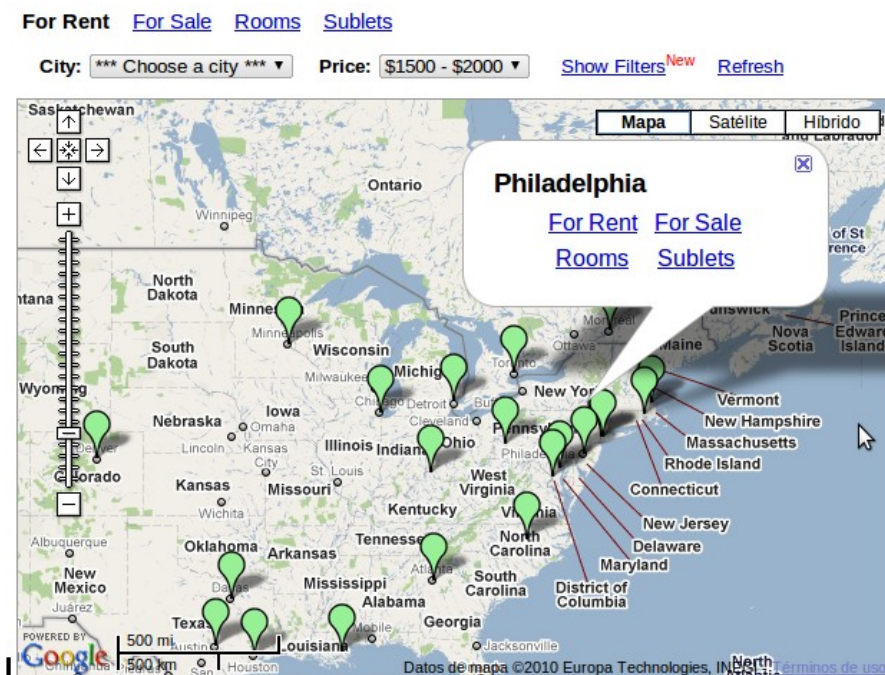 For Rent For Sale Rooms Sublets
City: *** Choose a city *** Price: $1500 - $2000 Show Filters New Refresh
Mapa Satélite Híbrido
Philadelphia
For Rent For Sale
Rooms Sublets
Saskatchewan
Ontario
Winnipeg
of St
North
Dakota
Minneapolis
Wisconsin
South
Dakota
Milwaukee
Michig
Toronto
Ottawa
Montreal
Maine
Nova
Scotia
Prince
Edward
Island
Chicago Detroit
New York
Vermont
New Hampshire
Massachusetts
Rhode Island
Connecticut
New Jersey
Delaware
Maryland
District of
Columbia
Nebraska
Iowa
Omaha
Lincoln
Cleveland
Illinois Indiana Ohio
Denver
Colorado
Kansas
City
St. Louis
West
Virginia
Kansas
Missouri
Wichita
Kentucky
Virginia
Albuquerque
Oklahoma
Arkansas
Tennessee
North
Carolina
New
Mexico
Dallas
Mississippi
Atlanta
South
Carolina
Alabama
Juárez
Georgia
Texas
Austin
Louisiana
Mobile
Jacksonville
Houston
San
POWERED BY
Google
500 mi
500 km
Datos de mapa ©2010 Europa Technologies, INEGI
Términos de uso
North